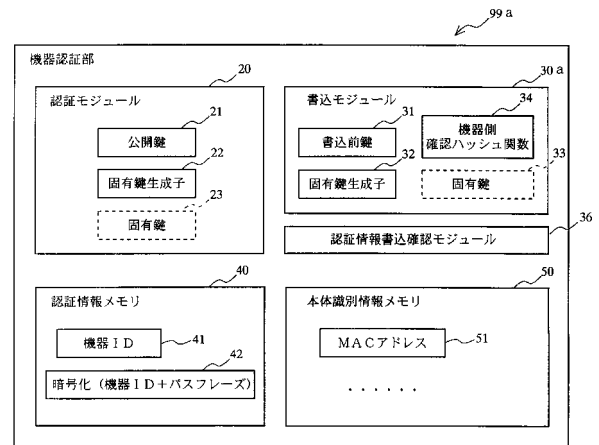 99a
機器認証部
20
認証モジュール
21
公開鍵
22
固有鍵生成子
23
固有鍵
30a
書込モジュール
31
書込前鍵
34
機器側
確認ハッシュ関数
32
固有鍵生成子
33
固有鍵
36
認証情報書込確認モジュール
40
認証情報メモリ
機器ID
41
42
暗号化（機器ID＋パスフレーズ）
50
本体識別情報メモリ
MACアドレス
51
・・・・・・